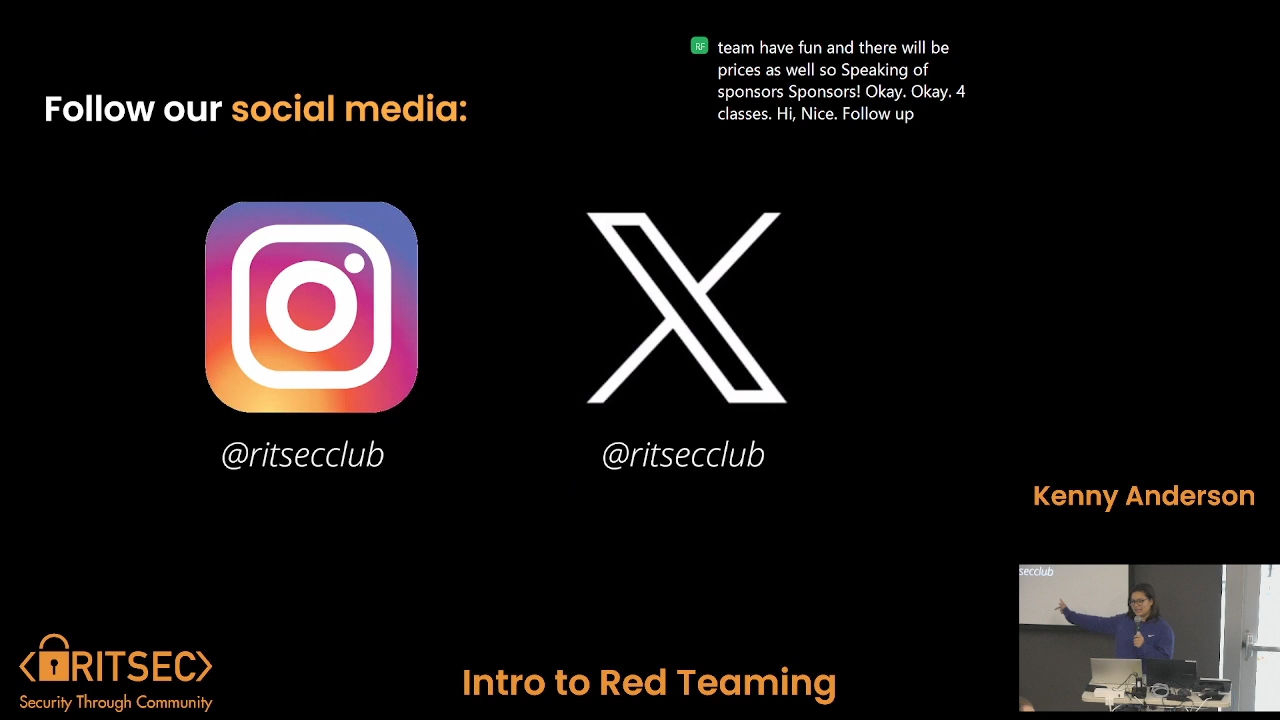 RF
team have fun and there will be
prices as well so Speaking of
sponsors Sponsors! Okay. Okay. 4
classes. Hi, Nice. Follow up
Follow our social media:
@ritsecclub
@ritsecclub
Kenny Anderson
secclub
RITSEC
Security Through Community
Intro to Red Teaming